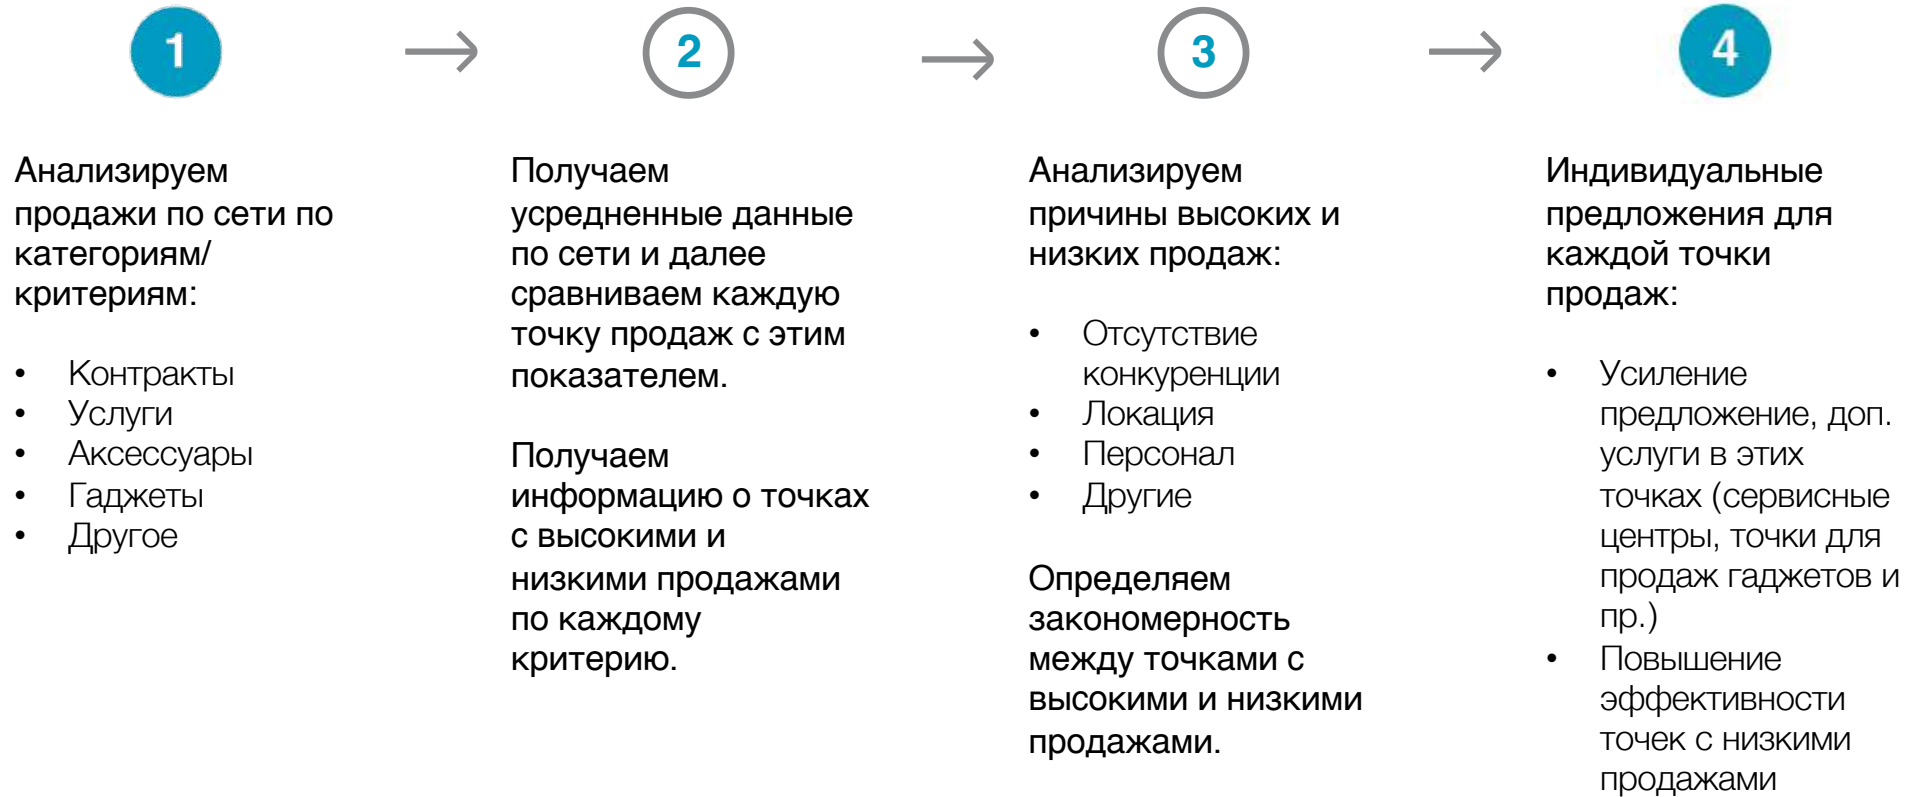 1
2
3
4
Анализируем
продажи по сети по
категориям/
критериям:
• Контракты
• Услуги
• Аксессуары
• Гаджеты
• Другое
Получаем
усредненные данные
по сети и далее
сравниваем каждую
точку продаж с этим
показателем.
Получаем
информацию о точках
с высокими и
низкими продажами
по каждому
критерию.
Анализируем
причины высоких и
низких продаж:
• Отсутствие
конкуренции
• Локация
• Персонал
• Другие
Определяем
закономерность
между точками с
высокими и низкими
продажами.
Индивидуальные
предложения для
каждой точки
продаж:
• Усиление
предложение, доп.
услуги в этих
точках (сервисные
центры, точки для
продаж гаджетов и
пр.)
• Повышение
эффективности
точек с низкими
продажами